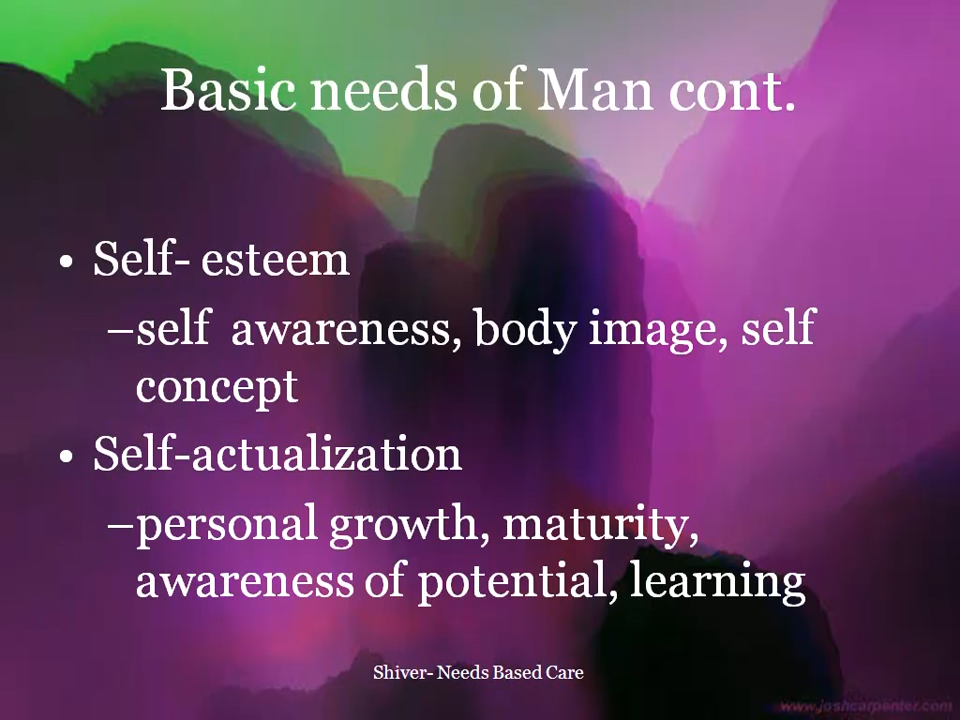 Basic needs of Man cont.
• Self- esteem
–self  awareness, body image, self
concept
• Self-actualization
–personal growth, maturity,
awareness of potential, learning
Shiver- Needs Based Care
www.joshcarpenter.com